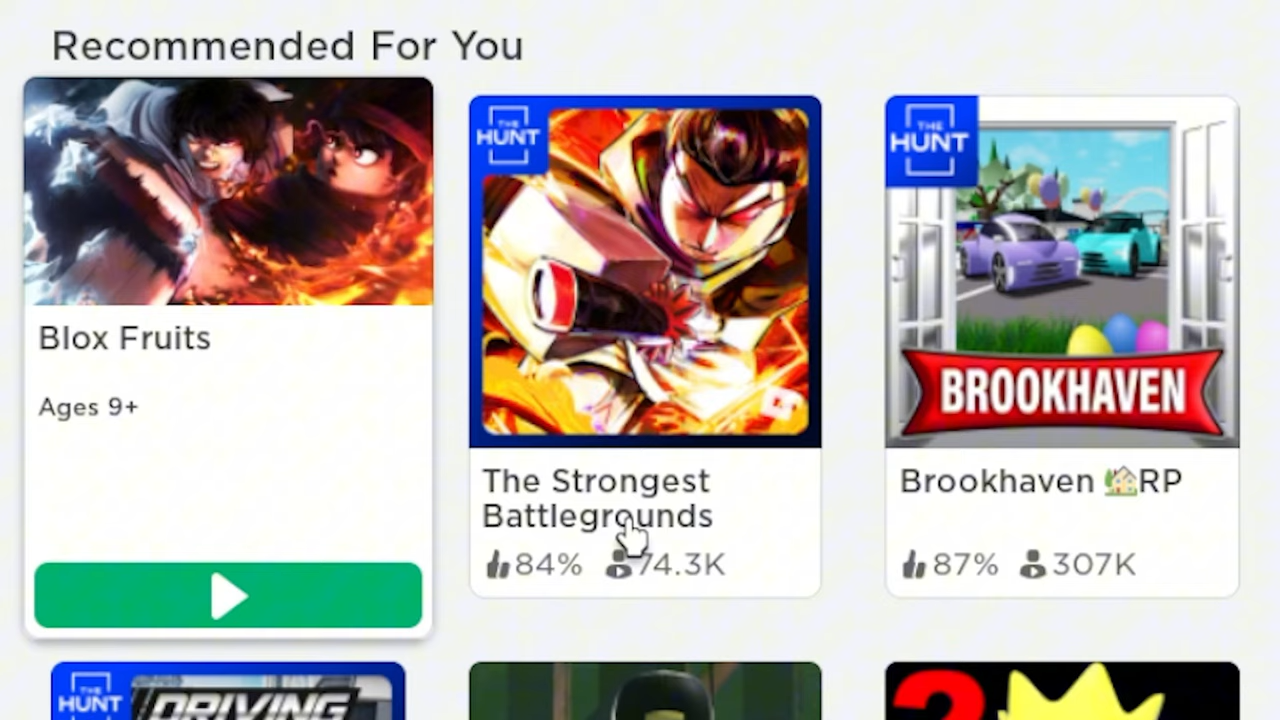 Recommended For You
THE
HUNT
THE
HUNT
BROOKHAVEN
Blox Fruits
Ages 9+
The Strongest
Battlegrounds
84% 74.3K
Brookhaven 🏡RP
87% 307K
THE
HUNT
DRIVING
2